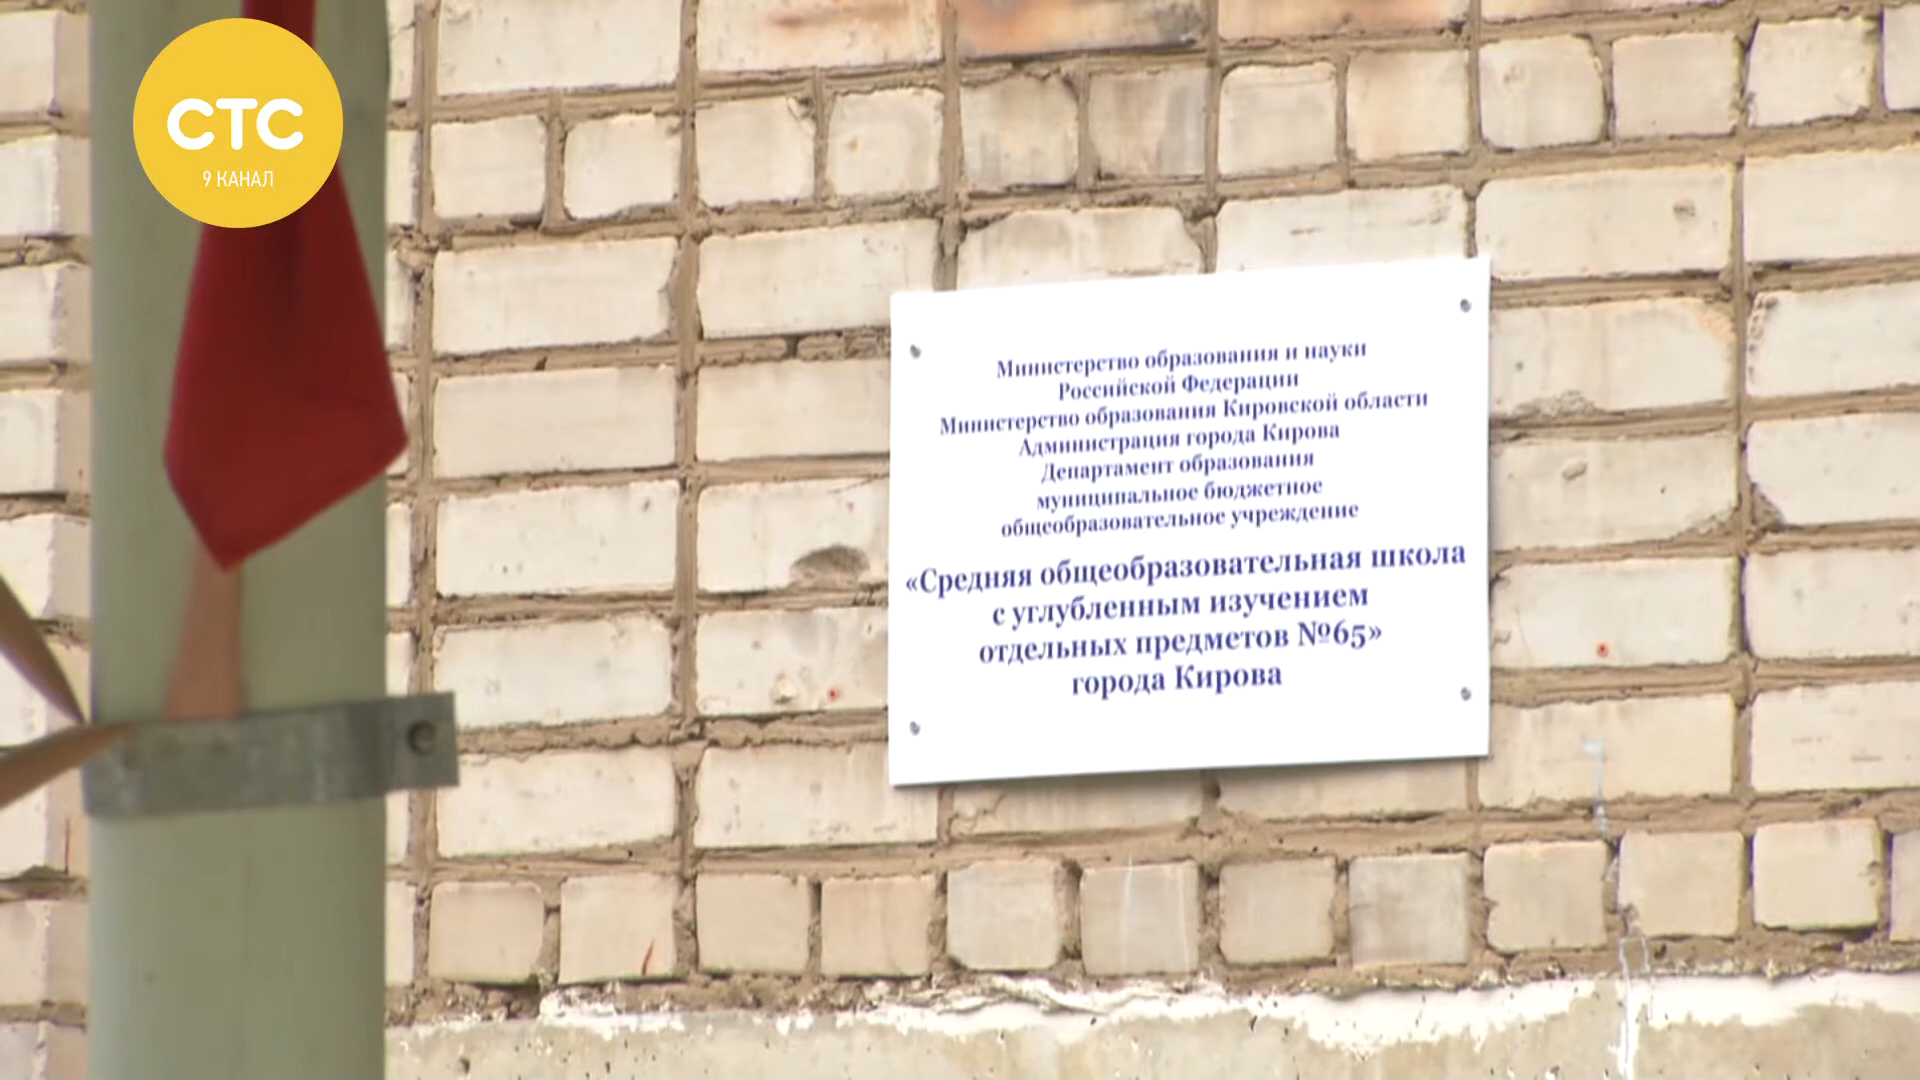 СТС
9 КАНАЛ
Министерство образования и науки
Российской Федерации
Министерство образования Кировской области
Администрация города Кирова
Департамент образования
муниципальное бюджетное
общеобразовательное учреждение
«Средняя общеобразовательная школа
с углубленным изучением
отдельных предметов №65»
города Кирова